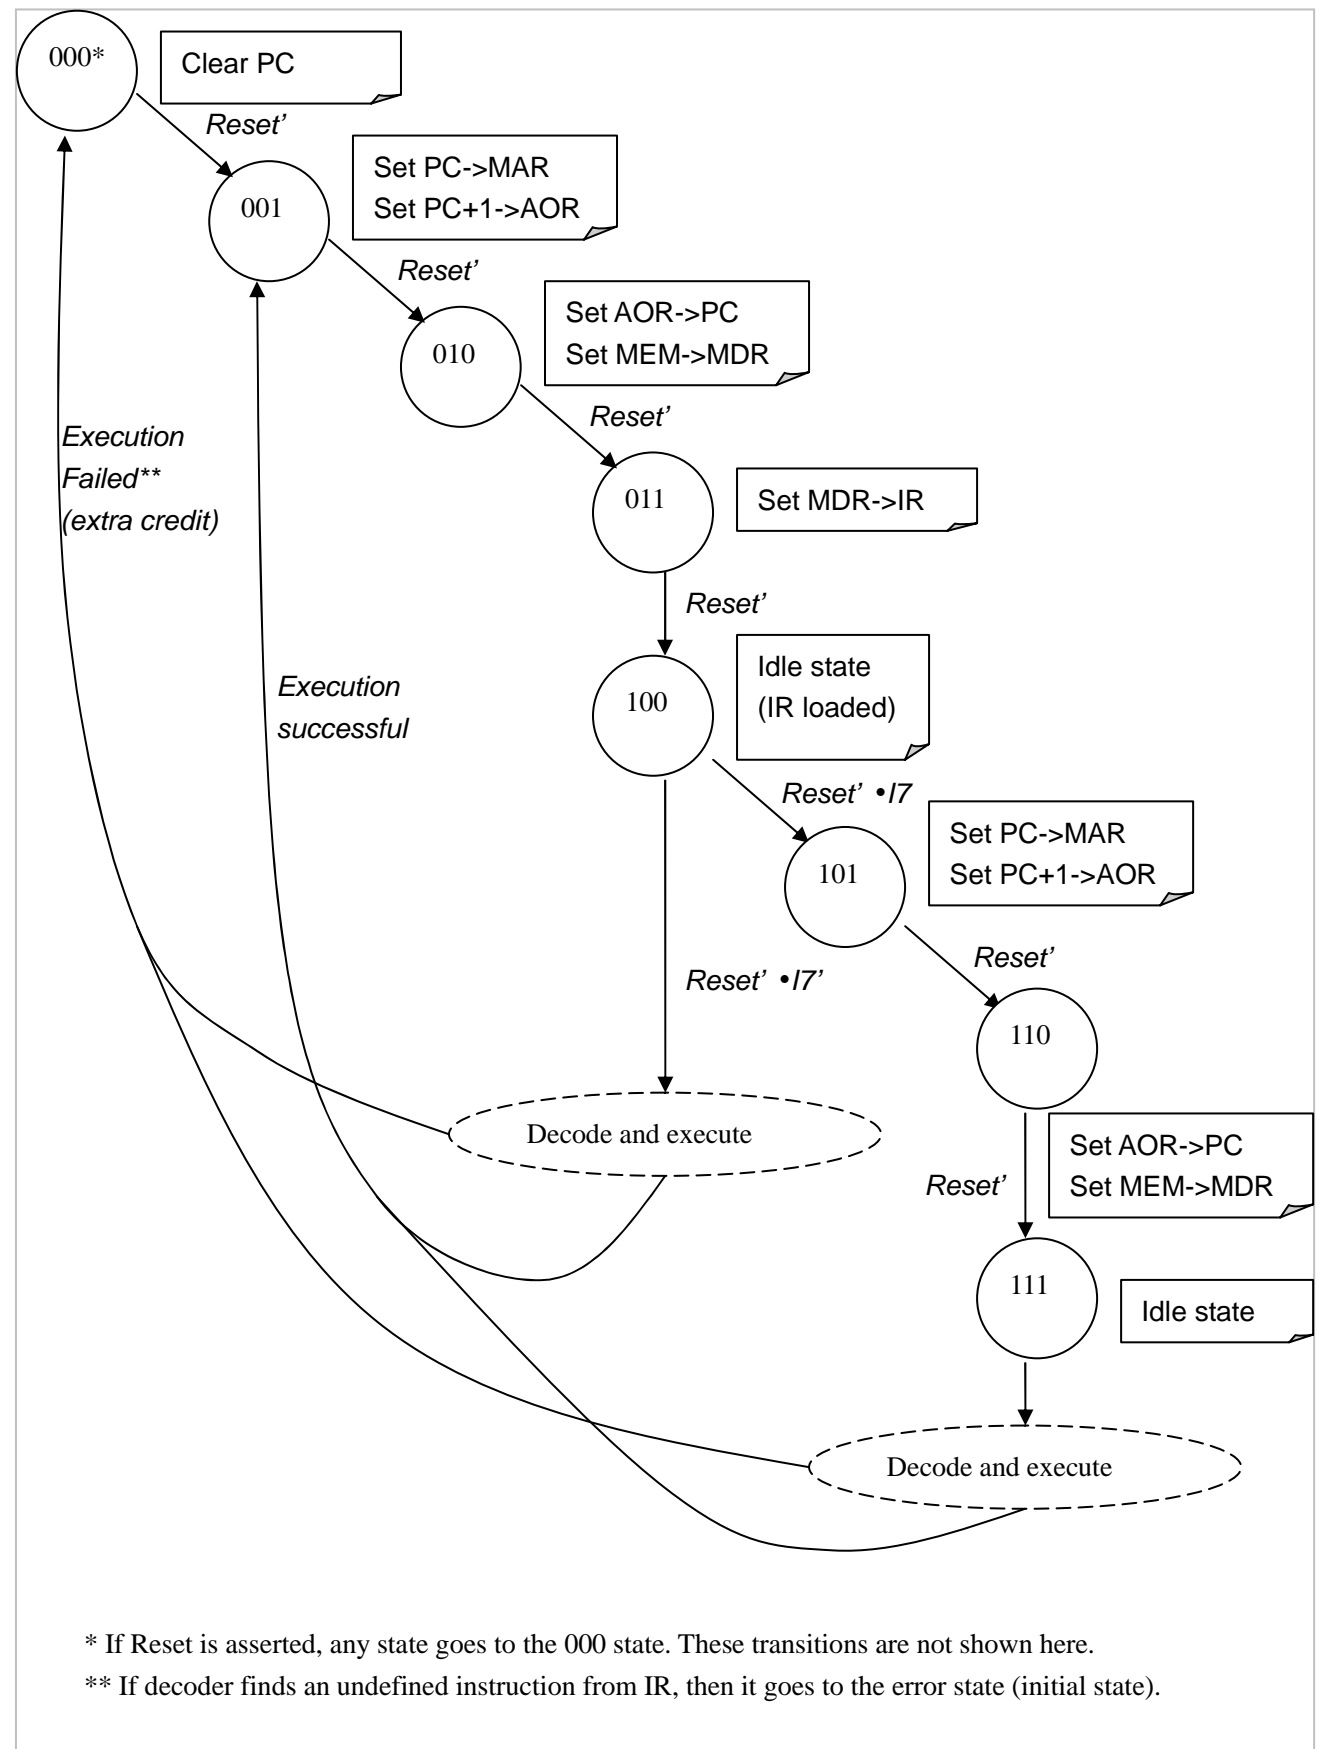 000*
Clear PC
Reset’
001
Set PC->MAR
Set PC+1->AOR
Reset’
010
Set AOR->PC
Set MEM->MDR
Reset’
Execution
Failed**
(extra credit)
011
Set MDR->IR
Reset’
Execution
successful
100
Idle state
(IR loaded)
Reset’ •I7
101
Set PC->MAR
Set PC+1->AOR
Reset’ •I7’
Reset’
110
Decode and execute
Set AOR->PC
Set MEM->MDR
Reset’
111
Idle state
Decode and execute
* If Reset is asserted, any state goes to the 000 state. These transitions are not shown here.
** If decoder finds an undefined instruction from IR, then it goes to the error state (initial state).